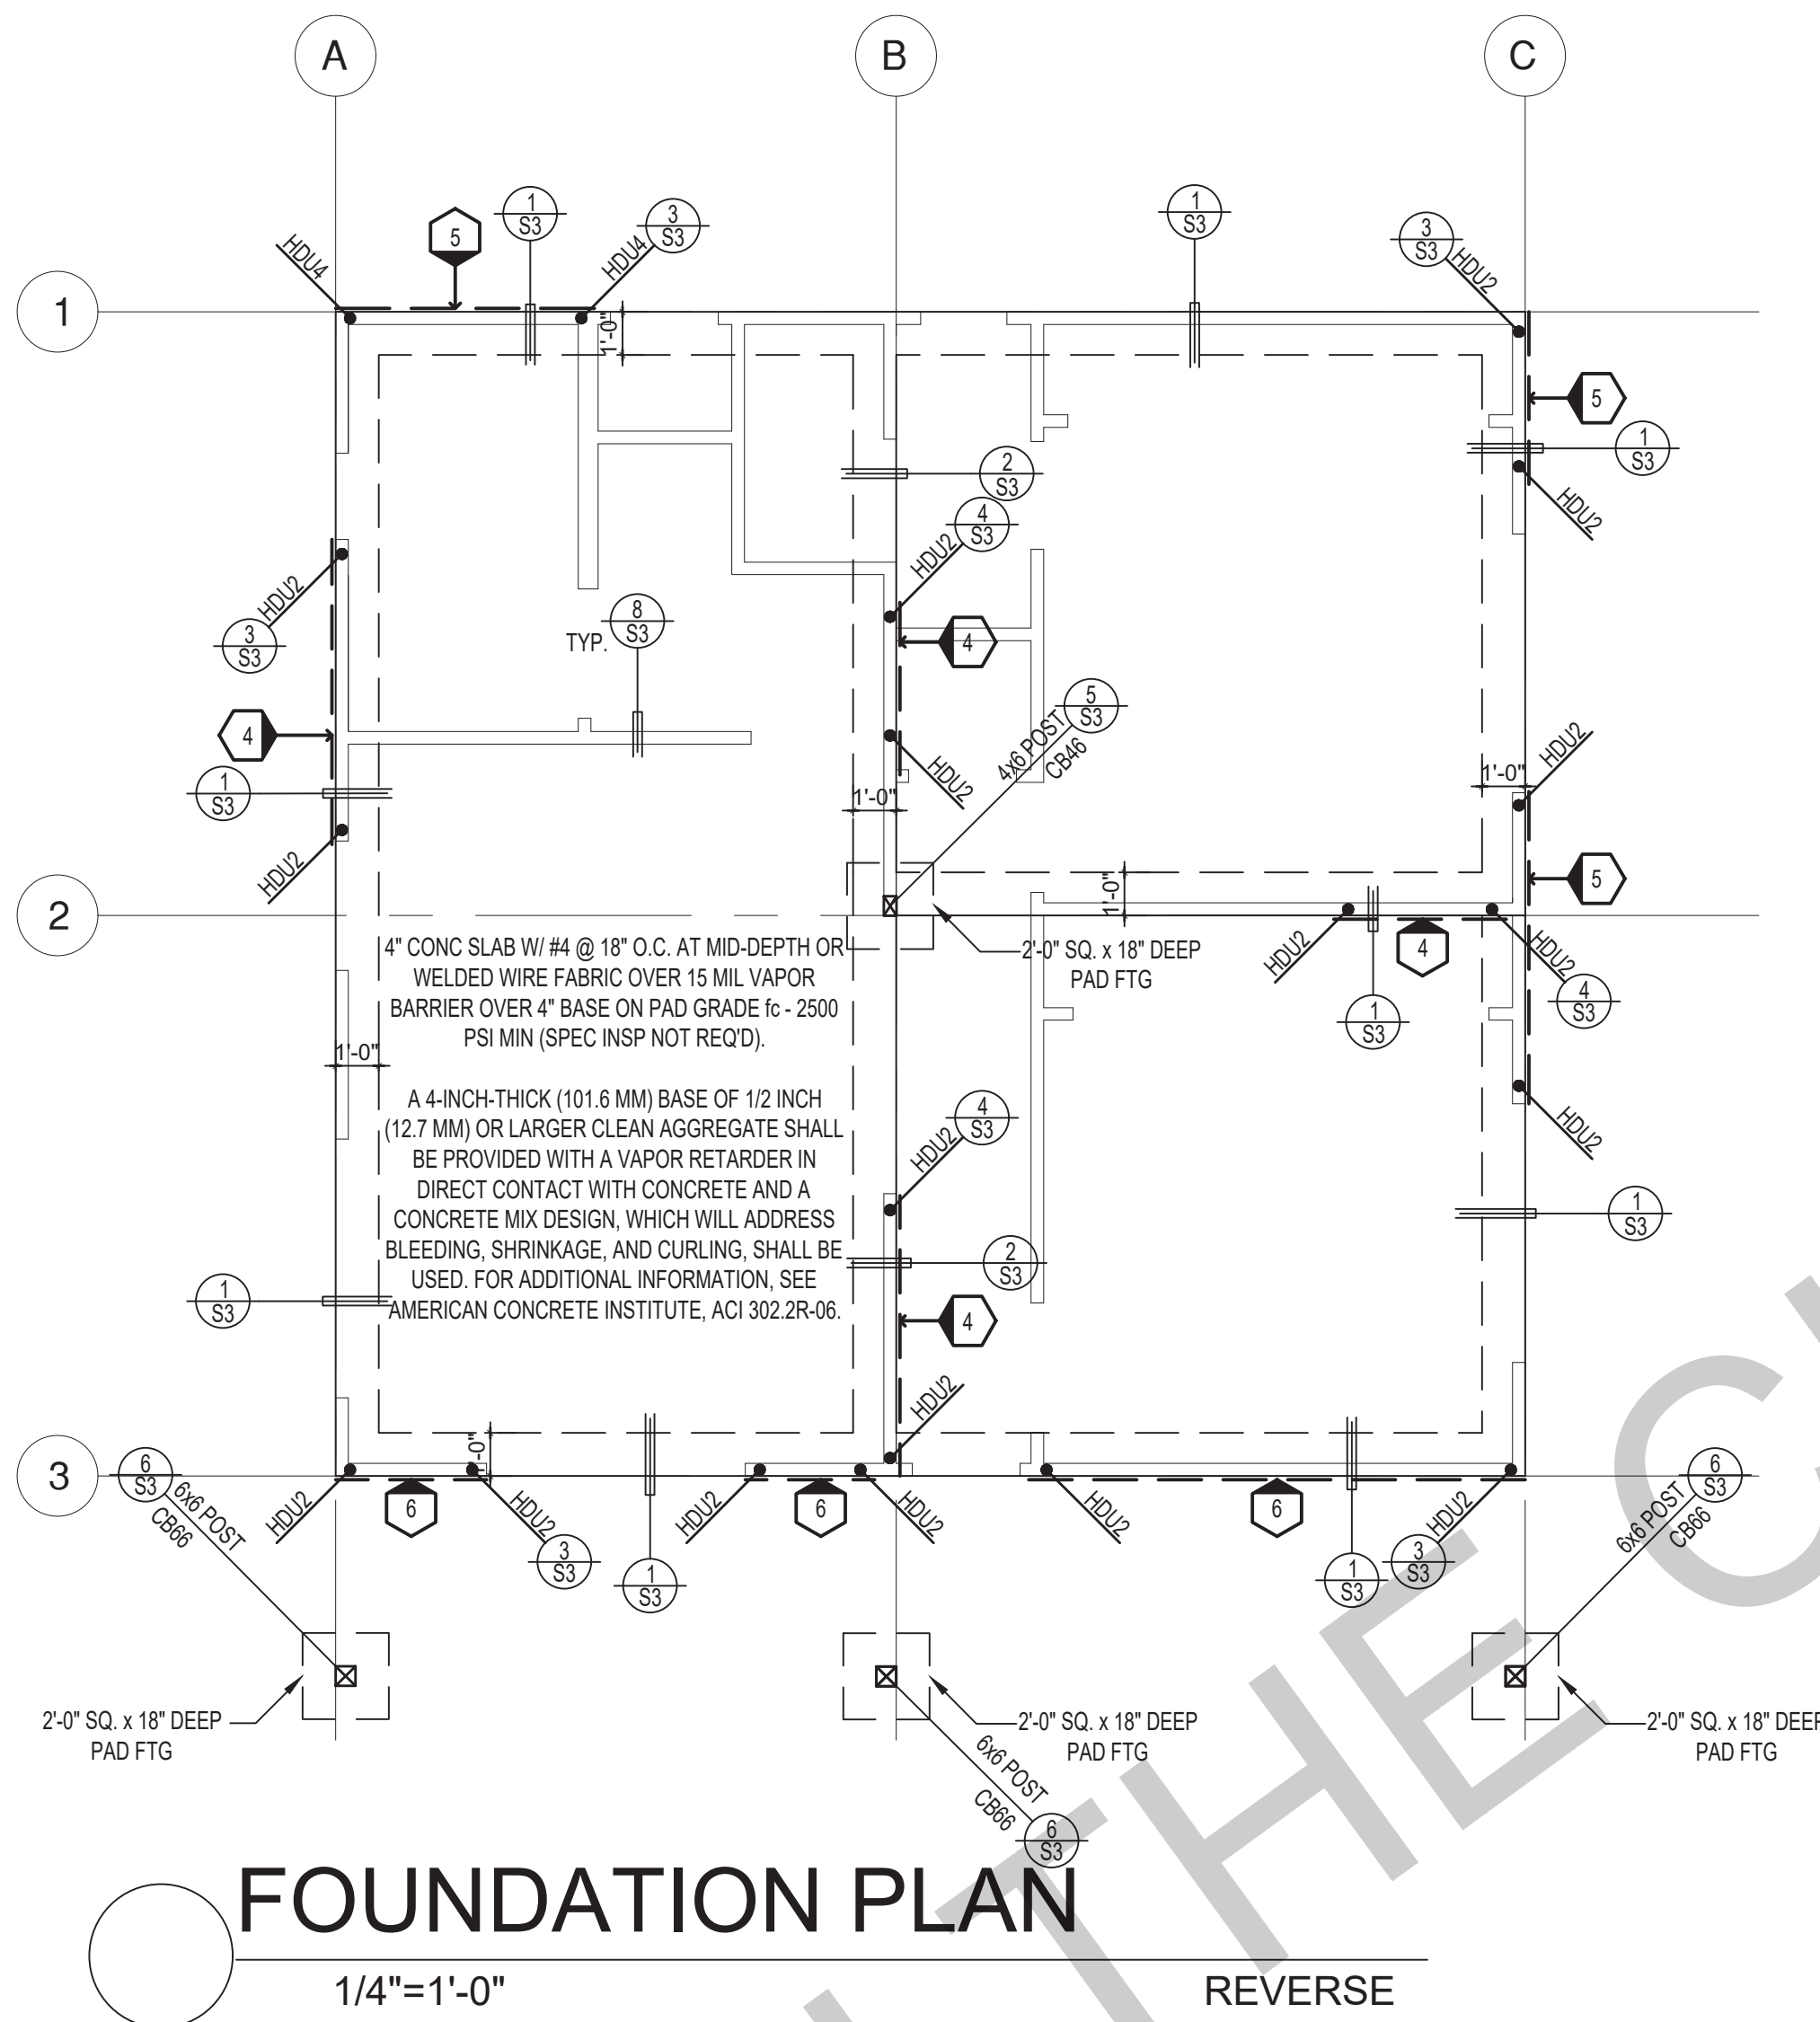 A
B
C
1
S3
3
S3
5
HDU4
HDU4
1
S3
3
S3
HDU2
1
1'-0"
5
1
S3
2
S3
HDU2
4
S3
HDU2
HDU2
3
S3
TYP.
8
S3
4
4
5
S3
4x6 POST
CB46
HDU2
HDU2
1
S3
1'-0"
1'-0"
HDU2
5
2
1'-0"
4" CONC SLAB W/ #4 @ 18" O.C. AT MID-DEPTH OR
WELDED WIRE FABRIC OVER 15 MIL VAPOR
BARRIER OVER 4" BASE ON PAD GRADE fc - 2500
PSI MIN (SPEC INSP NOT REQ'D).
2'-0" SQ. x 18" DEEP
PAD FTG
HDU2
4
HDU2
4
S3
1
S3
1'-0"
A 4-INCH-THICK (101.6 MM) BASE OF 1/2 INCH
(12.7 MM) OR LARGER CLEAN AGGREGATE SHALL
BE PROVIDED WITH A VAPOR RETARDER IN
DIRECT CONTACT WITH CONCRETE AND A
CONCRETE MIX DESIGN, WHICH WILL ADDRESS
BLEEDING, SHRINKAGE, AND CURLING, SHALL BE
USED. FOR ADDITIONAL INFORMATION, SEE
AMERICAN CONCRETE INSTITUTE, ACI 302.2R-06.
4
S3
HDU2
HDU2
1
S3
2
S3
1
S3
4
HDU2
3
6
S3
6x6 POST
CB66
1'-0"
HDU2
6
HDU2
3
S3
1
S3
HDU2
6
HDU2
HDU2
6
1
S3
3
S3
HDU2
6
S3
6x6 POST
CB66
2'-0" SQ. x 18" DEEP
PAD FTG
2'-0" SQ. x 18" DEEP
PAD FTG
2'-0" SQ. x 18" DEEP
PAD FTG
6x6 POST
CB66
6
S3
FOUNDATION PLAN
1/4"=1'-0"
REVERSE
THE